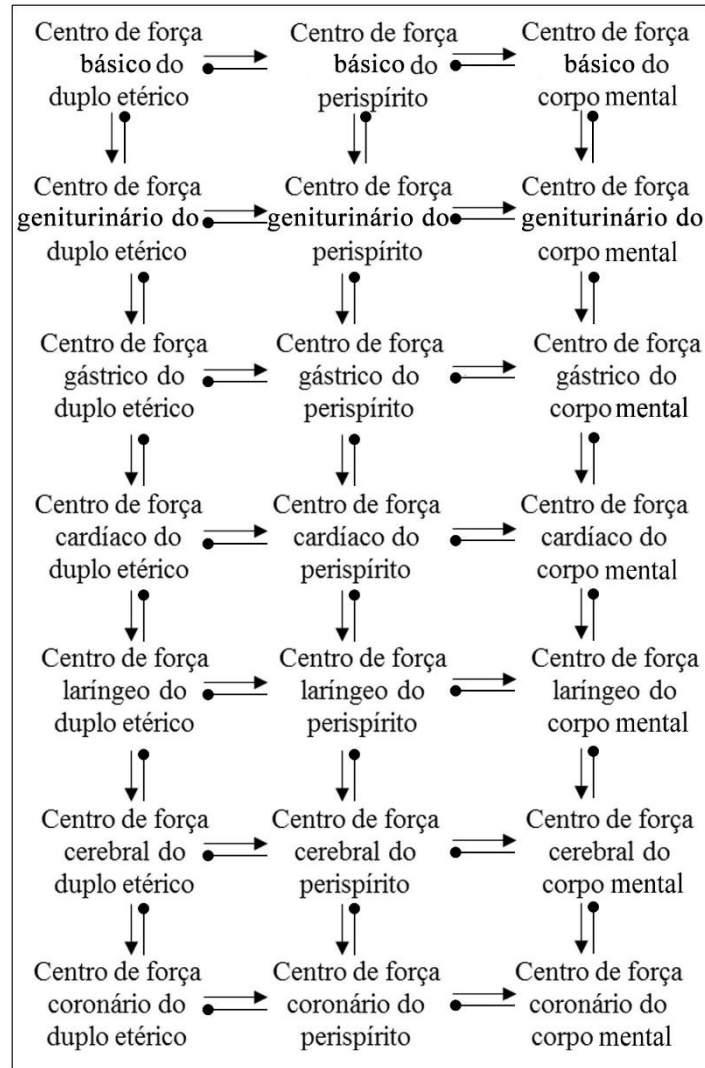 Centro de força
básico do
duplo etérico
Centro de força
básico do
perispírito
Centro de força
básico do
corpo mental
Centro de força
geniturinário do
duplo etérico
Centro de força
geniturinário do
perispírito
Centro de força
geniturinário do
corpo mental
Centro de força
gástrico do
duplo etérico
Centro de força
gástrico do
perispírito
Centro de força
gástrico do
corpo mental
Centro de força
cardíaco do
duplo etérico
Centro de força
cardíaco do
perispírito
Centro de força
cardíaco do
corpo mental
Centro de força
laríngeo do
duplo etérico
Centro de força
laríngeo do
perispírito
Centro de força
laríngeo do
corpo mental
Centro de força
cerebral do
duplo etérico
Centro de força
cerebral do
perispírito
Centro de força
cerebral do
corpo mental
Centro de força
coronário do
duplo etérico
Centro de força
coronário do
perispírito
Centro de força
coronário do
corpo mental